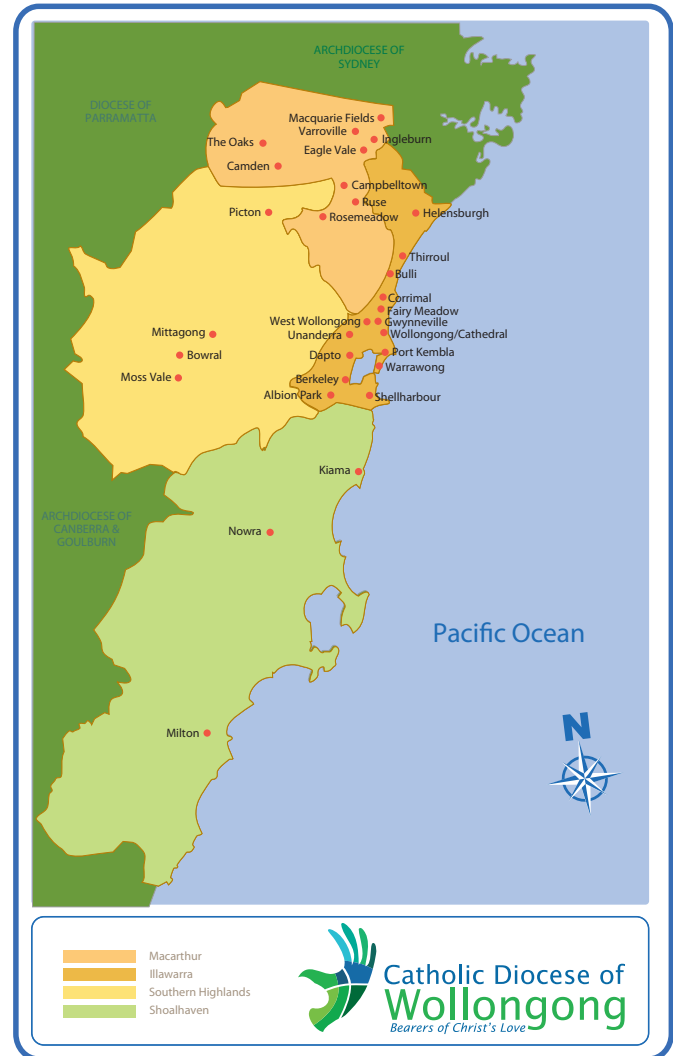 ARCHDIOCESE OF
SYDNEY
DIOCESE OF
PARRAMATTA
Macquarie Fields
Varroville
Ingleburn
The Oaks
Eagle Vale
Camden
Campbelltown
Ruse
Picton
Rosemeadow
Helensburgh
Thirroul
Bulli
Corrimal
Fairy Meadow
West Wollongong
Gwynneville
Mittagong
Unanderra
Wollongong/Cathedral
Bowral
Dapto
Port Kembla
Warrawong
Moss Vale
Berkeley
Albion Park
Shellharbour
Kiama
ARCHDIOCESE OF
CANBERRA &
GOULBURN
Nowra
Pacific Ocean
Milton
N
Macarthur
Illawarra
Southern Highlands
Shoalhaven
Catholic Diocese of
Wollongong
Bearers of Christ's Love